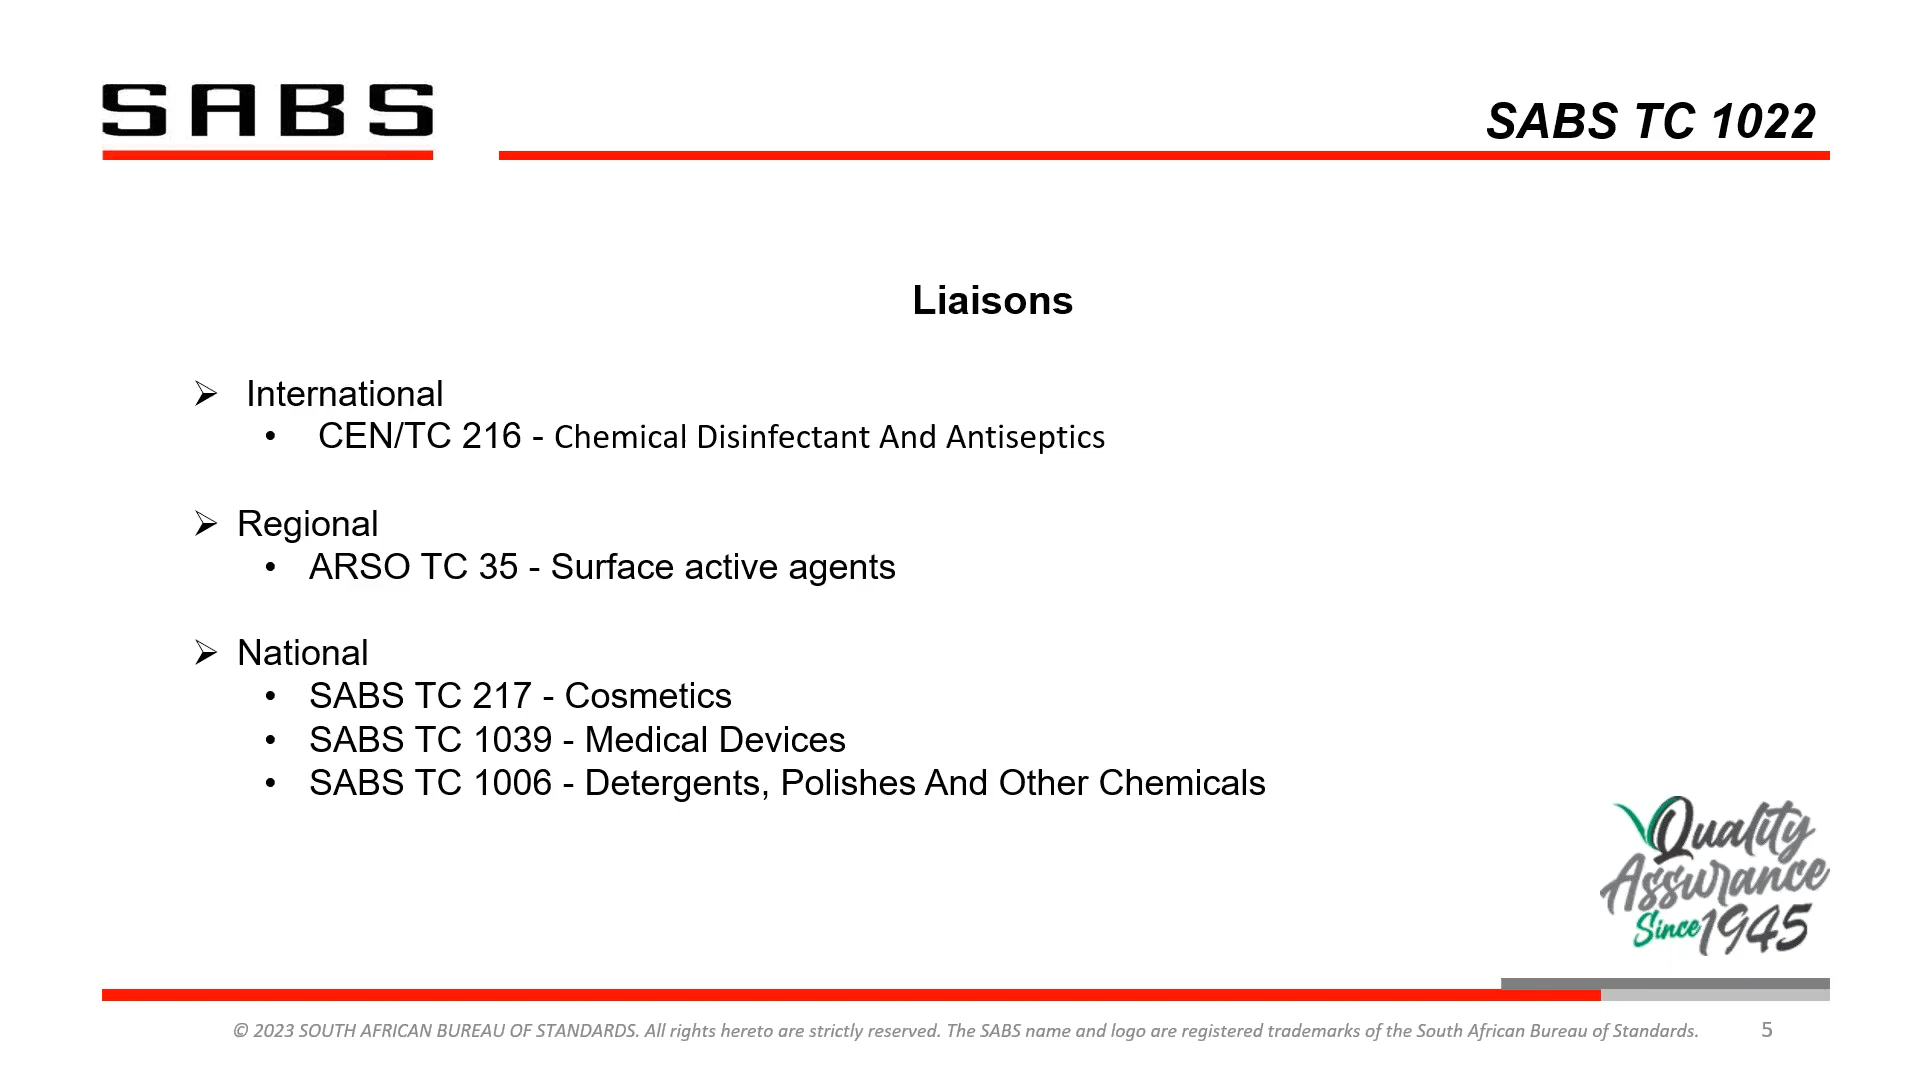 SABS
SABS TC 1022
Liaisons
➢ International
• CEN/TC 216 - Chemical Disinfectant And Antiseptics
➢ Regional
• ARSO TC 35 - Surface active agents
➢ National
• SABS TC 217 - Cosmetics
• SABS TC 1039 - Medical Devices
• SABS TC 1006 - Detergents, Polishes And Other Chemicals
Quality
Assurance
Since 1945
© 2023 SOUTH AFRICAN BUREAU OF STANDARDS. All rights hereto are strictly reserved. The SABS name and logo are registered trademarks of the South African Bureau of Standards.
5